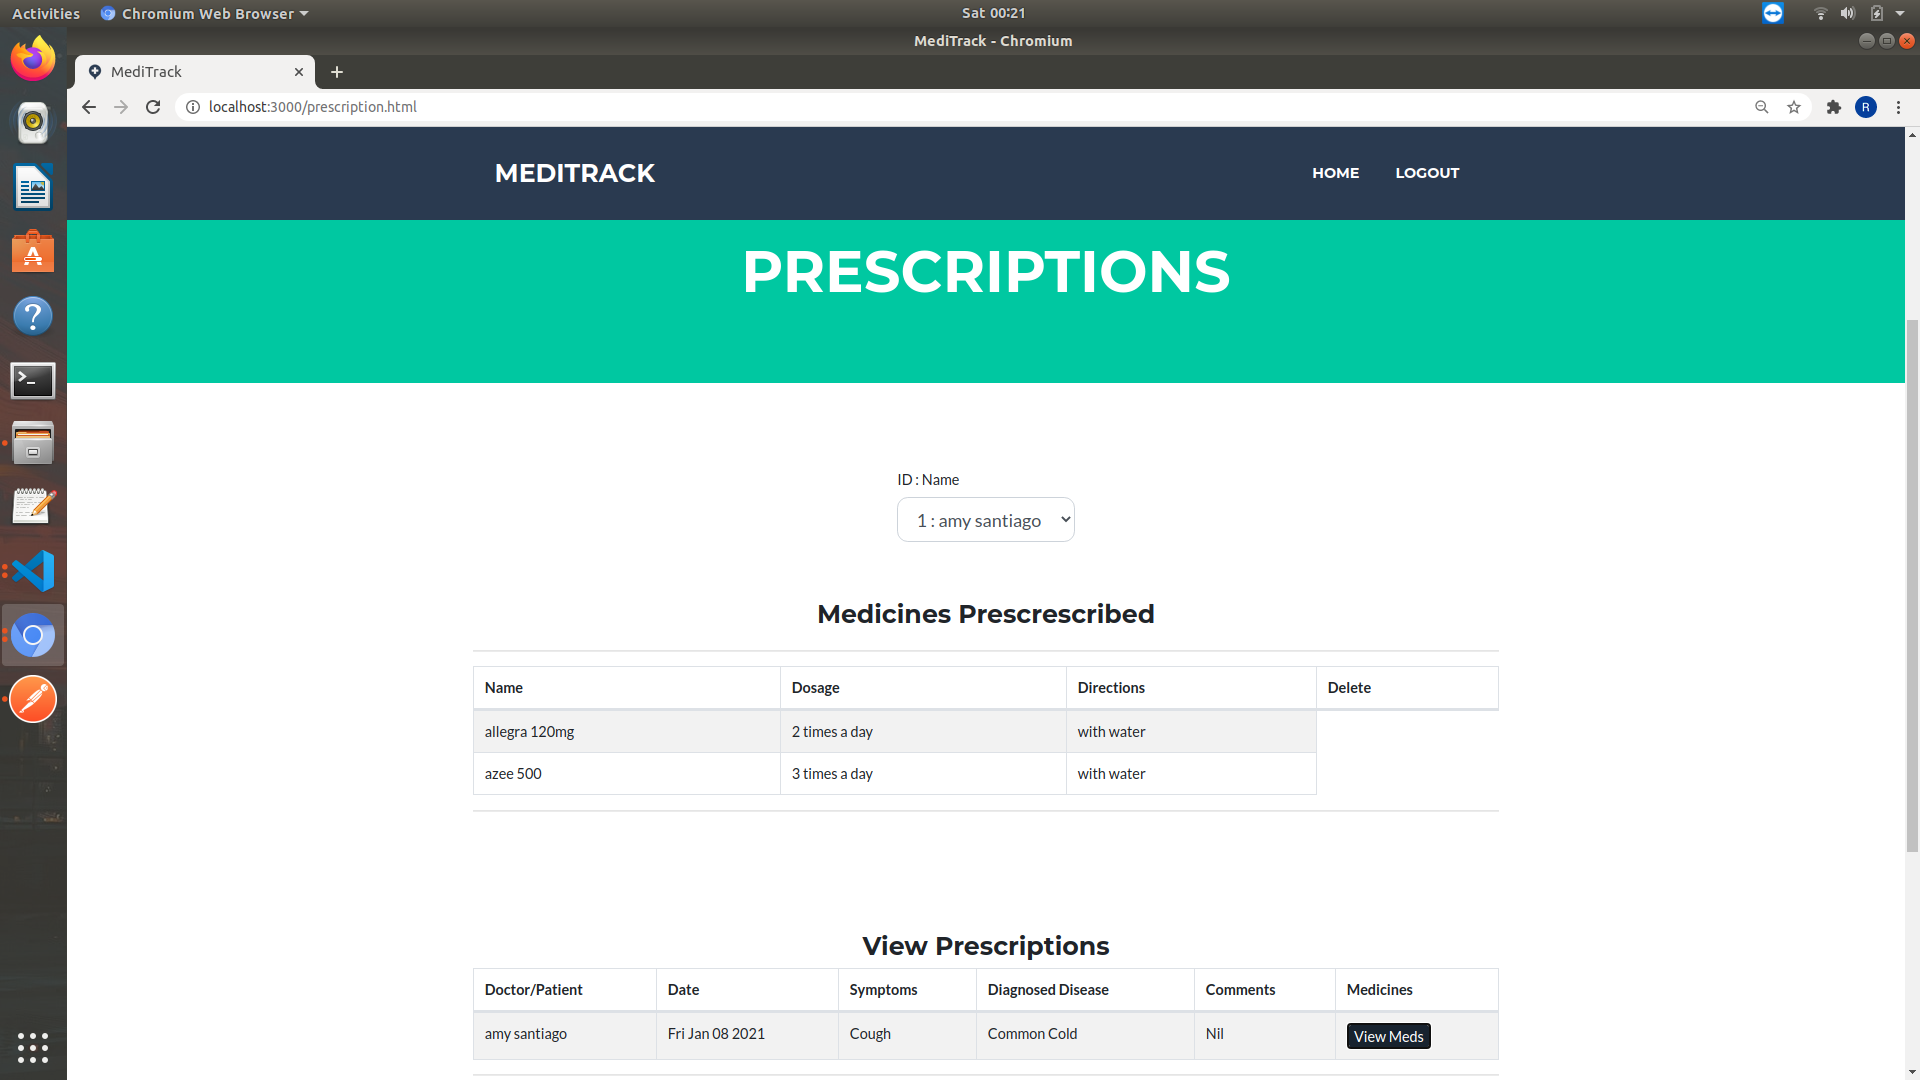 Activities Chromium Web Browser Sat 00:21
MediTrack - Chromium
MediTrack
localhost:3000/prescription.html R
MEDITRACK HOME LOGOUT
PRESCRIPTIONS
ID : Name
1 : amy santiago
Medicines Prescrescribed
Name Dosage Directions Delete
allegra 120mg 2 times a day with water
azee 500 3 times a day with water
View Prescriptions
Doctor/Patient Date Symptoms Diagnosed Disease Comments Medicines
amy santiago Fri Jan 08 2021 Cough Common Cold Nil View Meds